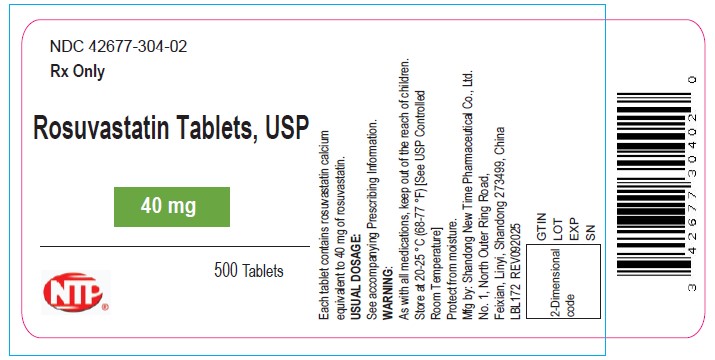 NDC 42677-304-02
Rx Only
Rosuvastatin Tablets, USP
40 mg
500 Tablets
NTP
Each tablet contains rosuvastatin calcium
equivalent to 40 mg of rosuvastatin.
USUAL DOSAGE:
See accompanying Prescribing Information.
WARNING:
As with all medications, keep out of the reach of children.
Store at 20-25 °C (68-77 °F) [See USP Controlled
Room Temperature]
Protect from moisture.
Mfg by: Shandong New Time Pharmaceutical Co., Ltd.
No. 1, North Outer Ring Road,
Feixian, Linyi, Shandong 273499, China
LBL172 REV092025
2-Dimensional
code
GTIN
LOT
EXP
SN
3 42677 30402 0